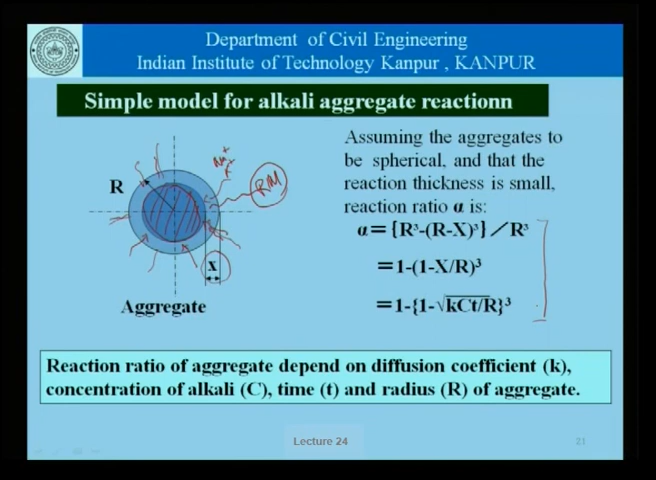 Department of Civil Engineering
Indian Institute of Technology Kanpur , KANPUR
Simple model for alkali aggregate reactionn
R
Na+
K+
RM
x
Aggregate
Assuming the aggregates to
be spherical, and that the
reaction thickness is small,
reaction ratio α is:
α={R³-(R-X)³}／R³
=1-(1-X/R)³
=1-{1-√kCt/R}³
Reaction ratio of aggregate depend on diffusion coefficient (k),
concentration of alkali (C), time (t) and radius (R) of aggregate.
Lecture 24
21